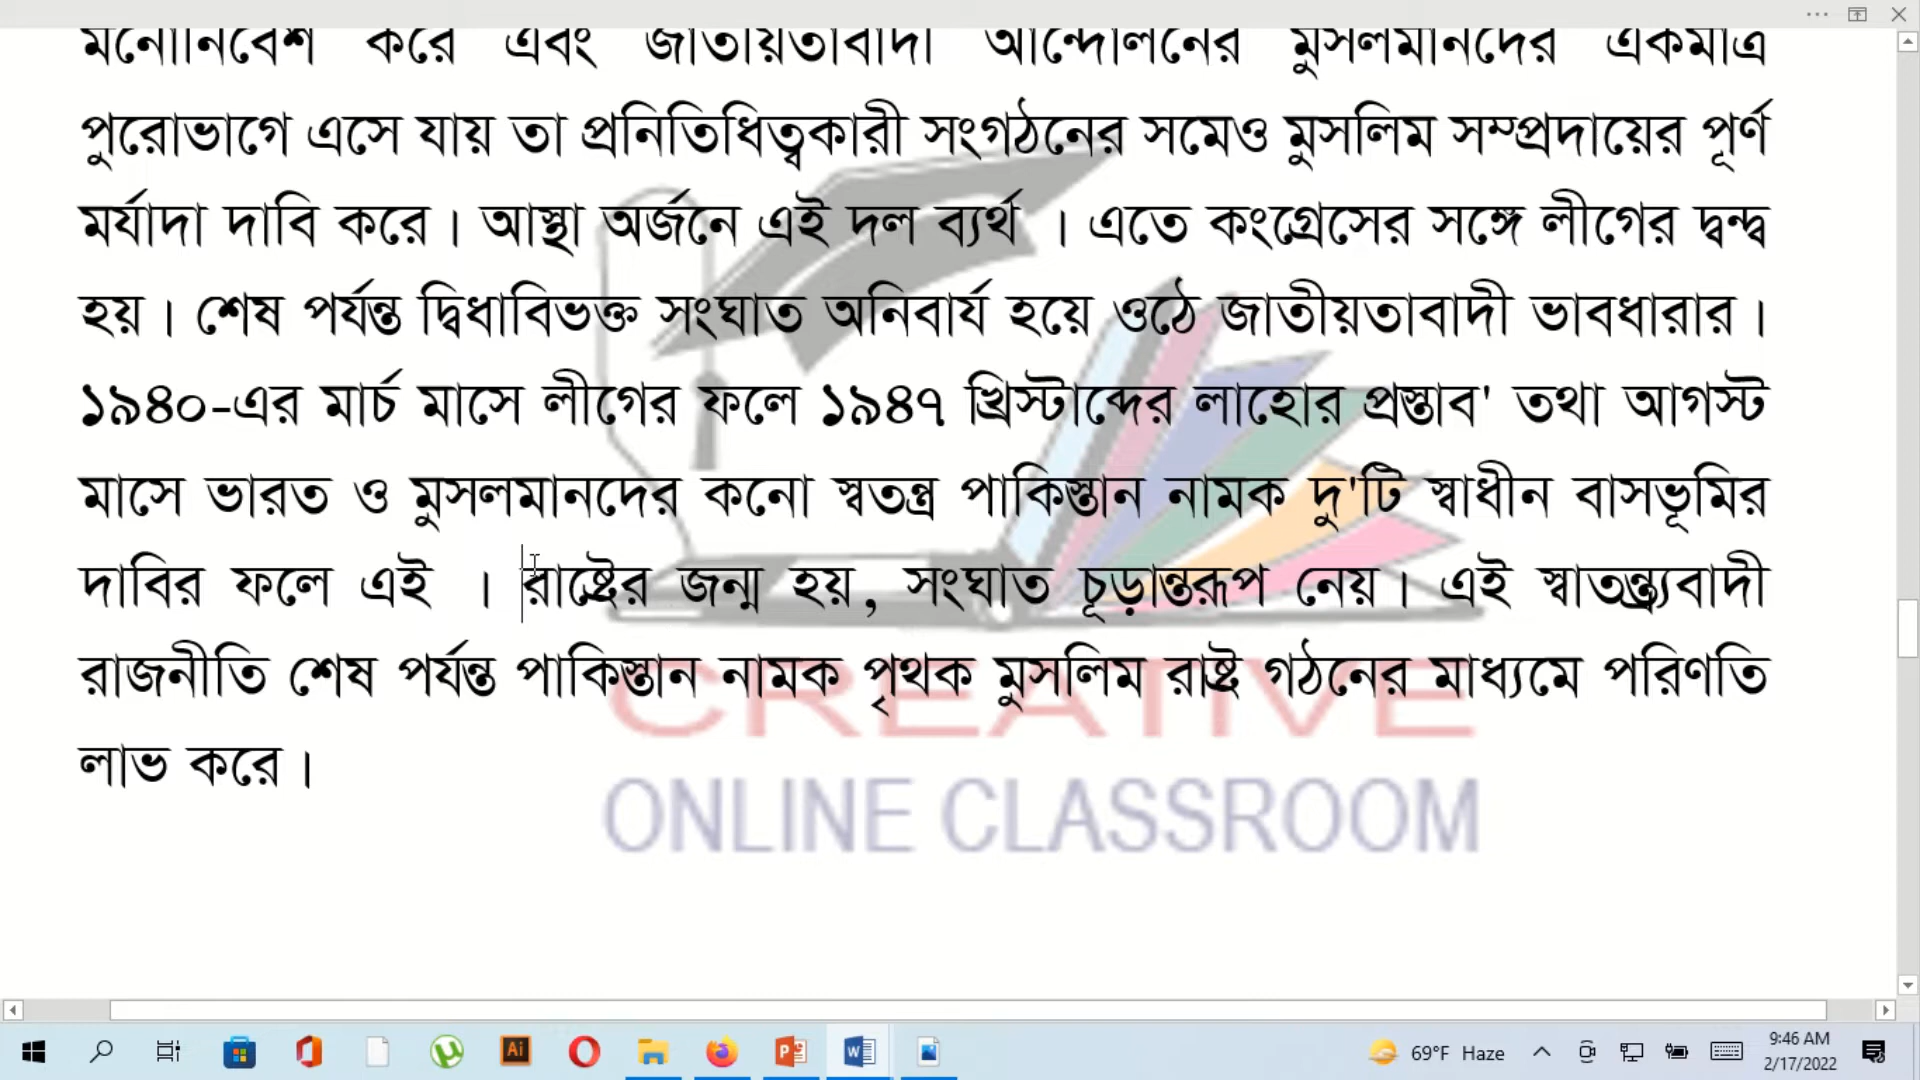 মনোনিবেশ করে এবং জাতীয়তাবাদী আন্দোলনের মুসলমানদের একমাত্র
পুরোভাগে এসে যায় তা প্রনিতিধিত্বকারী সংগঠনের সমেও মুসলিম সম্প্রদায়ের পূর্ণ
মর্যাদা দাবি করে। আস্থা অর্জনে এই দল ব্যর্থ । এতে কংগ্রেসের সঙ্গে লীগের দ্বন্দ্ব
হয়। শেষ পর্যন্ত দ্বিধাবিভক্ত সংঘাত অনিবার্য হয়ে ওঠে জাতীয়তাবাদী ভাবধারার।
১৯৪০-এর মার্চ মাসে লীগের ফলে ১৯৪৭ খ্রিস্টাব্দের লাহোর প্রস্তাব' তথা আগস্ট
মাসে ভারত ও মুসলমানদের কনো স্বতন্ত্র পাকিস্তান নামক দু'টি স্বাধীন বাসভূমির
দাবির ফলে এই । রাষ্ট্রের জন্ম হয়, সংঘাত চূড়ান্তরূপ নেয়। এই স্বাতন্ত্র্যবাদী
রাজনীতি শেষ পর্যন্ত পাকিস্তান নামক পৃথক মুসলিম রাষ্ট্র গঠনের মাধ্যমে পরিণতি
লাভ করে।
CREATIVE
ONLINE CLASSROOM
Ai
69°F Haze
9:46 AM
2/17/2022